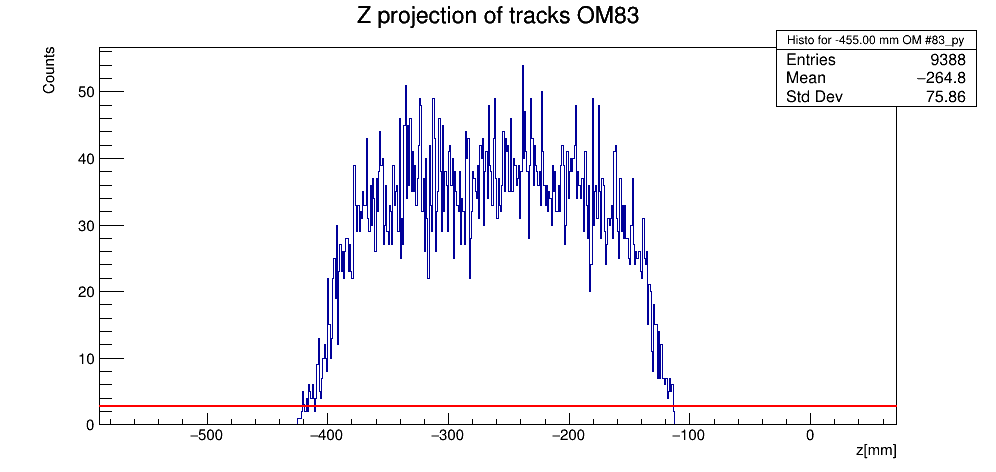 Z projection of tracks OM83
Histo for -455.00 mm OM #83_py
Entries 9388
Mean −264.8
Std Dev 75.86
Counts
50
40
30
20
10
0
−500 −400 −300 −200 −100 0
z[mm]